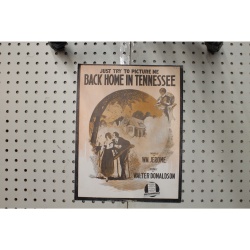 JUST TRY TO PICTURE ME
BACK HOME IN TENNESSEE
WM. JEROME
WALTER DONALDSON